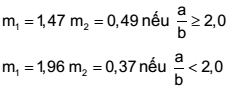 m₁ = 1,47 m₂ = 0,49 nếu a/b ≥ 2,0
m₁ = 1,96 m₂ = 0,37 nếu a/b < 2,0